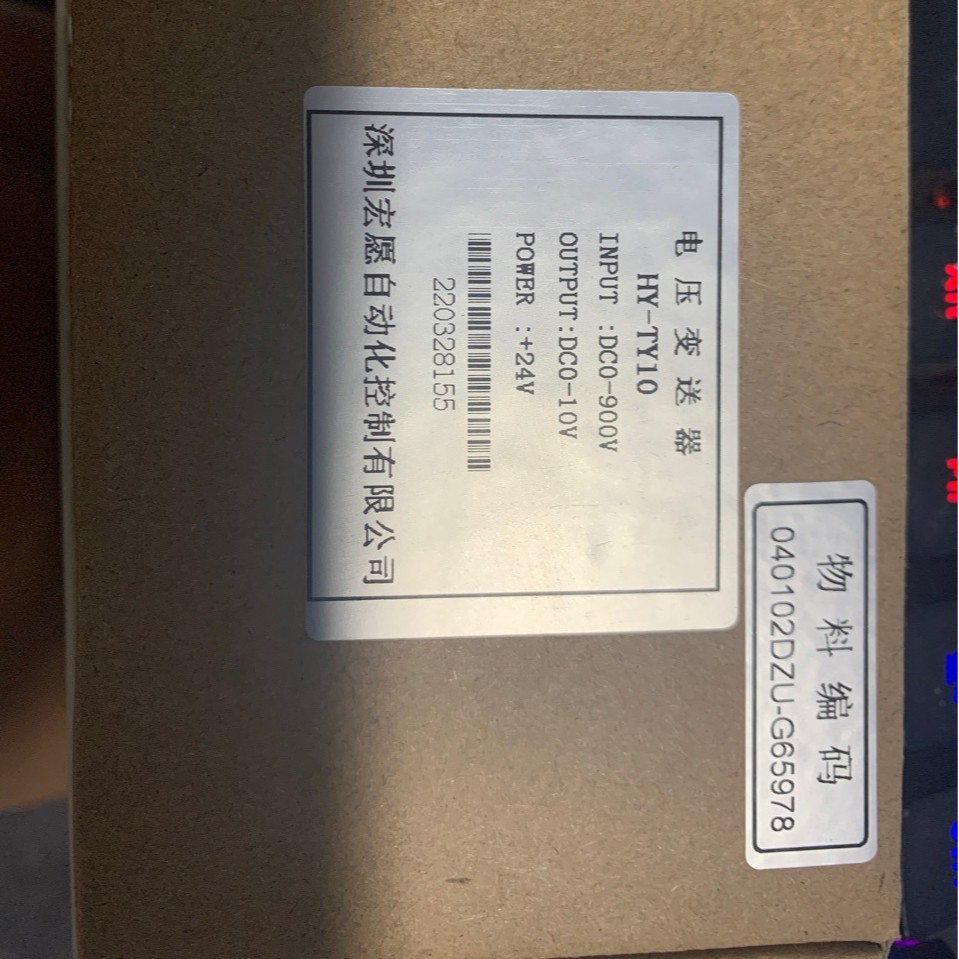 电压变送器
HY-TY10
INPUT :DC0-900V
OUTPUT:DC0-10V
POWER :+24V
220328155
深圳宏愿自动化控制有限公司
物料编码
040102DZU-G65978